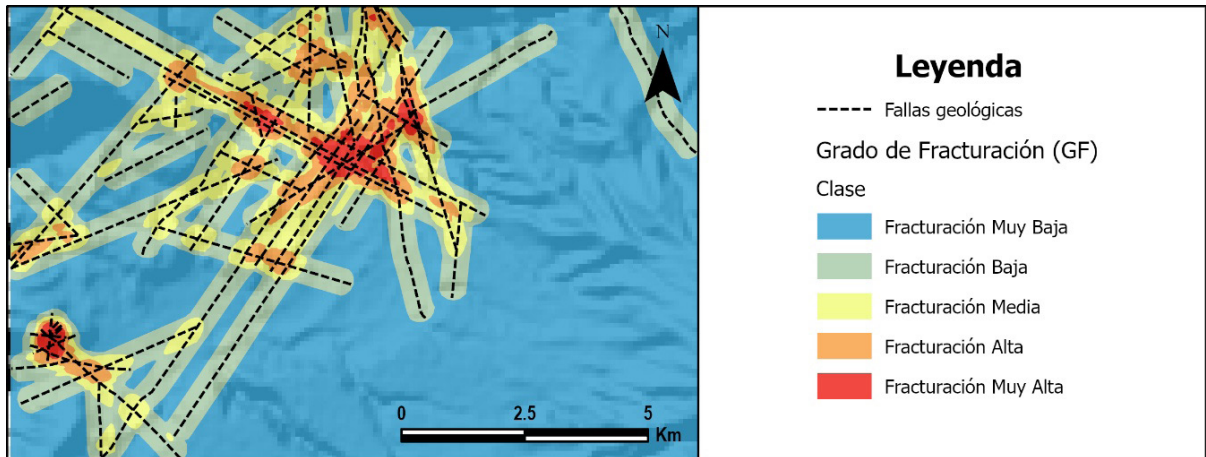 N
0 2.5 5
Km
Leyenda
Fallas geológicas
Grado de Fracturación (GF)
Clase
Fracturación Muy Baja
Fracturación Baja
Fracturación Media
Fracturación Alta
Fracturación Muy Alta